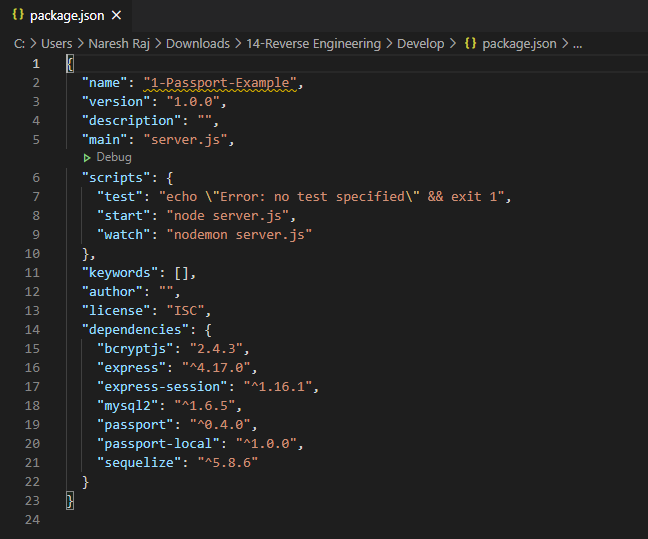 {} package.json ×
C: > Users > Naresh Raj > Downloads > 14-Reverse Engineering > Develop > {} package.json > ...
1 {
2 "name": "1-Passport-Example",
3 "version": "1.0.0",
4 "description": "",
5 "main": "server.js",
Debug
6 "scripts": {
7 "test": "echo \"Error: no test specified\" && exit 1",
8 "start": "node server.js",
9 "watch": "nodemon server.js"
10 },
11 "keywords": [],
12 "author": "",
13 "license": "ISC",
14 "dependencies": {
15 "bcryptjs": "2.4.3",
16 "express": "^4.17.0",
17 "express-session": "^1.16.1",
18 "mysql2": "^1.6.5",
19 "passport": "^0.4.0",
20 "passport-local": "^1.0.0",
21 "sequelize": "^5.8.6"
22 }
23 }
24